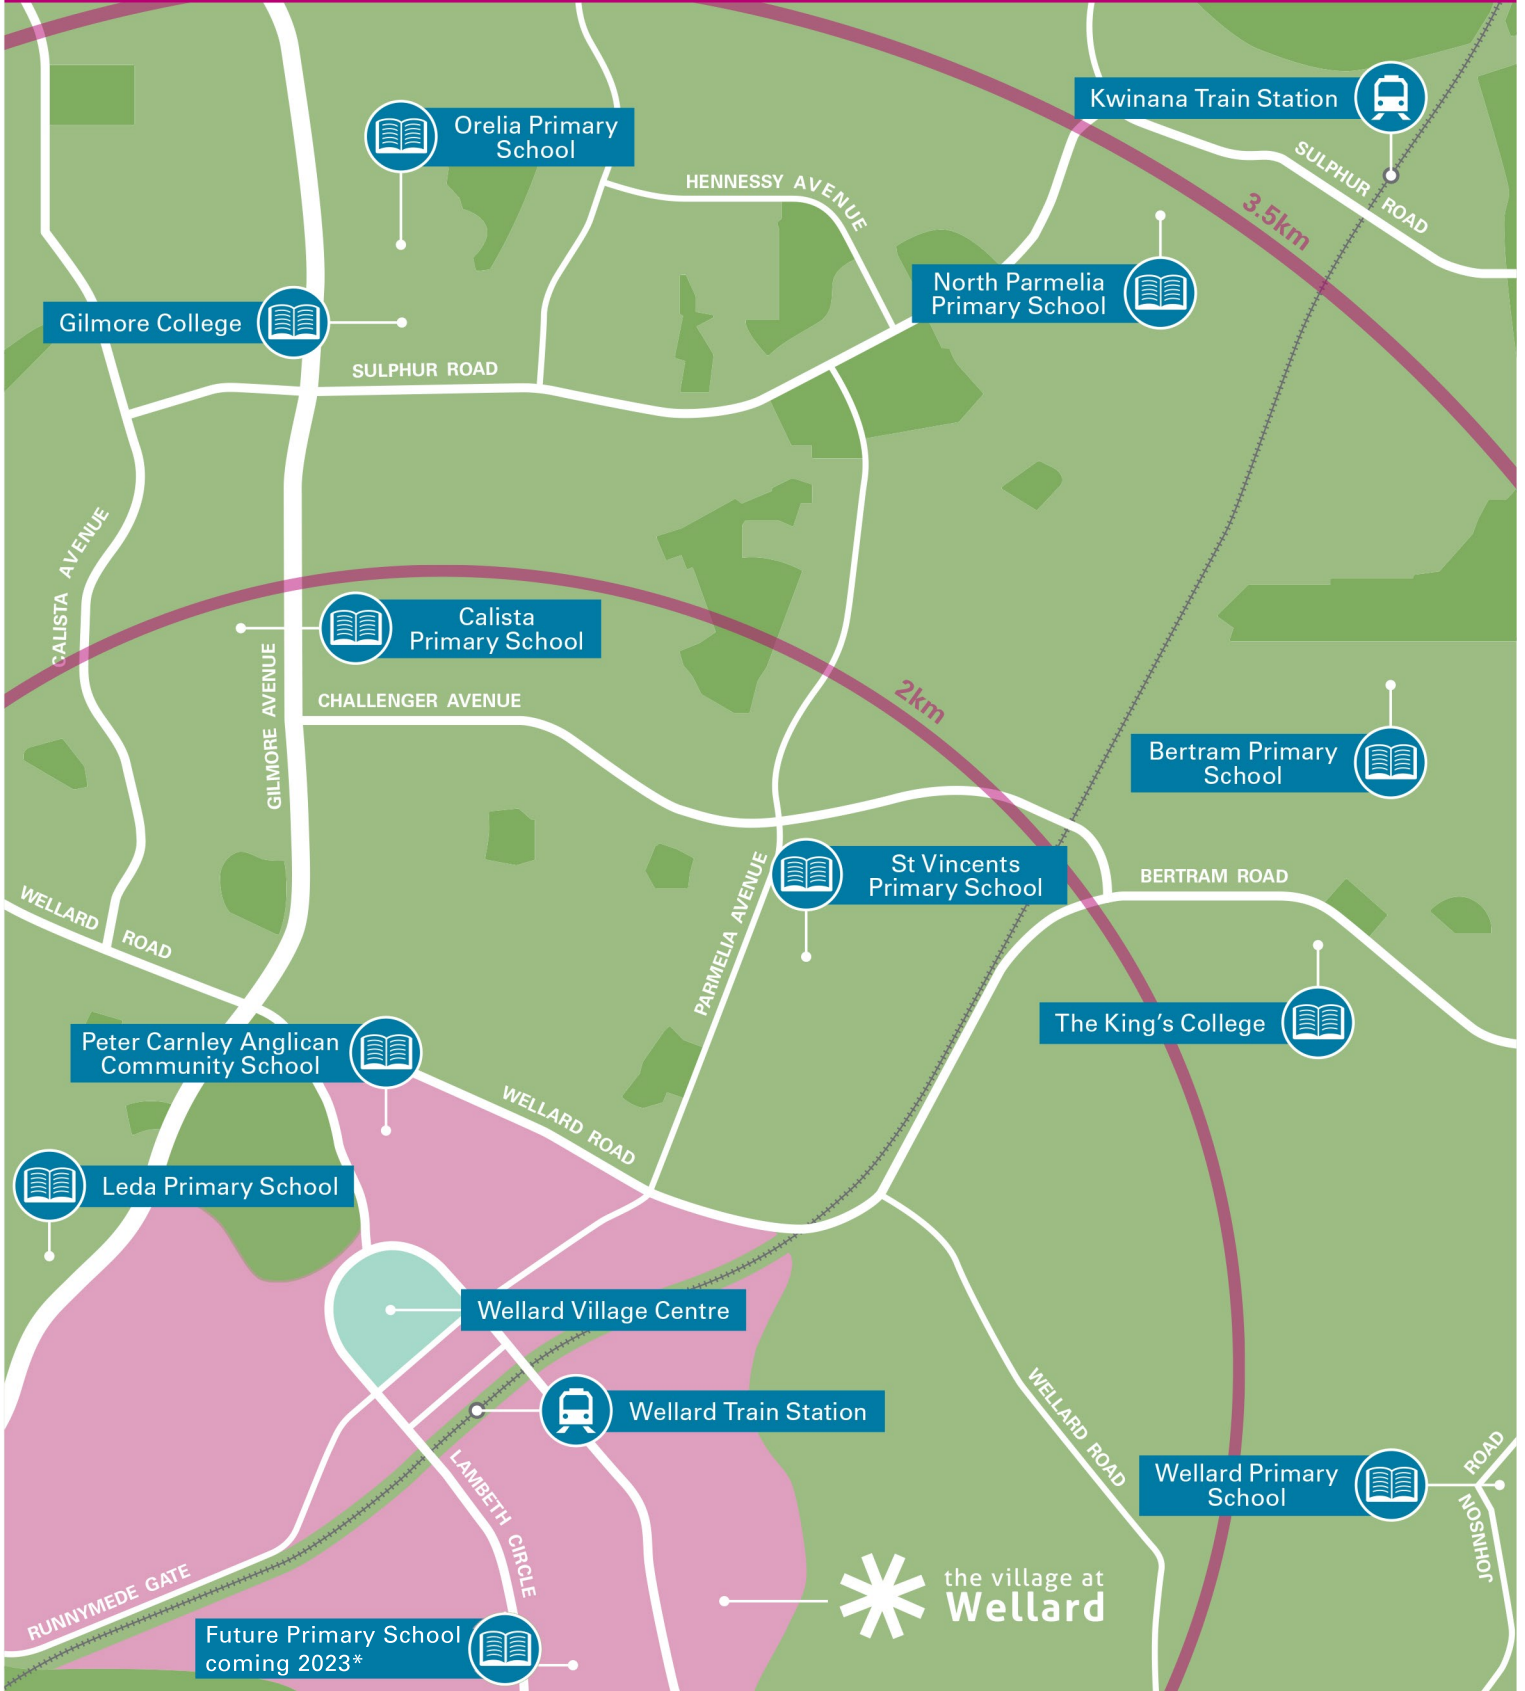 Kwinana Train Station
Orelia Primary
School
SULPHUR ROAD
HENNESSY AVENUE
3.5km
North Parmelia
Primary School
Gilmore College
SULPHUR ROAD
CALISTA AVENUE
Calista
Primary School
GILMORE AVENUE
CHALLENGER AVENUE
2km
Bertram Primary
School
St Vincents
Primary School
BERTRAM ROAD
WELLARD ROAD
PARMELIA AVENUE
The King's College
Peter Carnley Anglican
Community School
WELLARD ROAD
Leda Primary School
Wellard Village Centre
Wellard Train Station
WELLARD ROAD
LAMBETH CIRCLE
Wellard Primary
School
JOHNSON ROAD
RUNNYMEDE GATE
the village at
Wellard
Future Primary School
coming 2023*